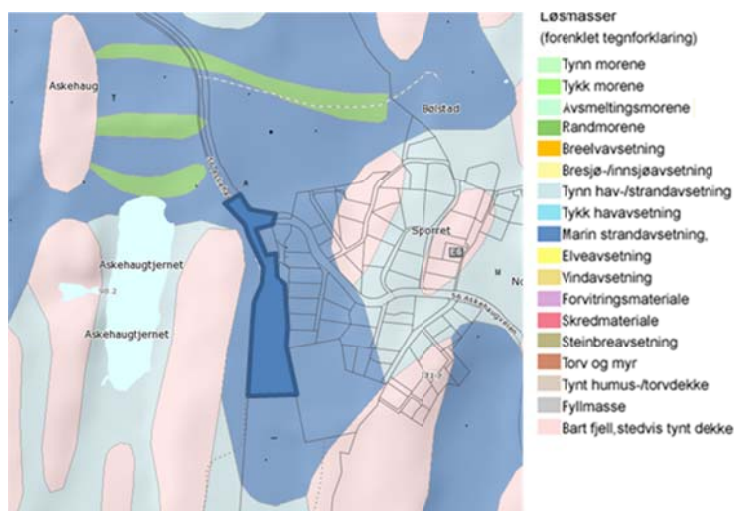 Askehaug
T
Bølstad
Sporret
E6
M
Askehaugtjernet
Askehaugtjernet
Løsmasser
(forenklet tegnforklaring)
Tynn morene
Tykk morene
Avsmeltingsmorene
Randmorene
Breelvavsetning
Bresjø-/innsjøavsetning
Tynn hav-/strandavsetning
Tykk havavsetning
Marin strandavsetning,
Elveavsetning
Vindavsetning
Forvitringsmateriale
Skredmateriale
Steinbreavsetning
Torv og myr
Tynt humus-/torvdekke
Fyllmasse
Bart fjell,stedvis tynt dekke